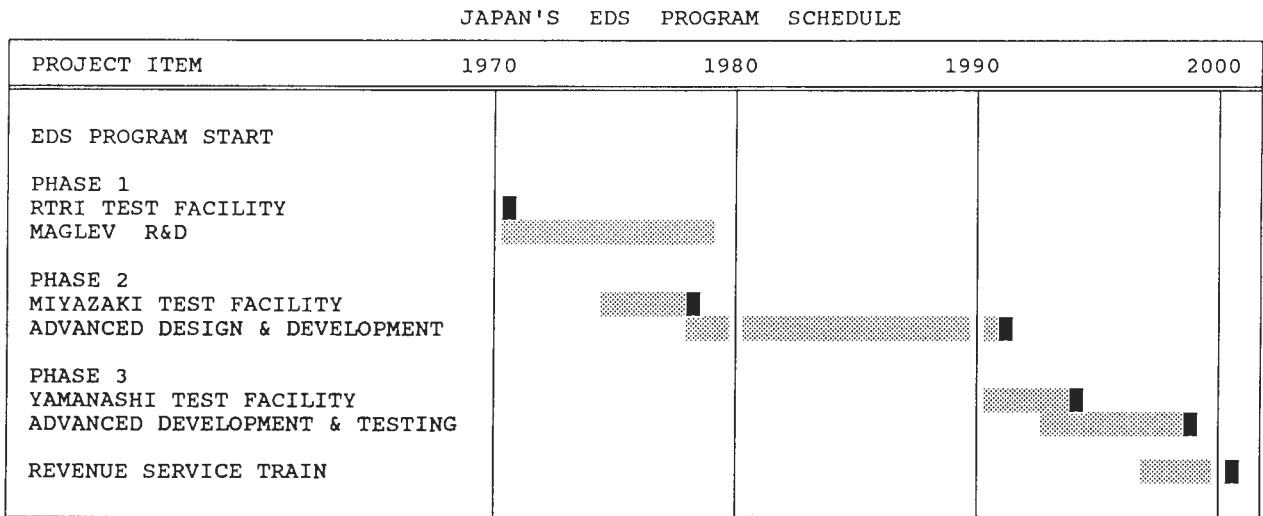 JAPAN'S EDS PROGRAM SCHEDULE
PROJECT ITEM 1970 1980 1990 2000
EDS PROGRAM START
PHASE 1
RTRI TEST FACILITY
MAGLEV R&D
PHASE 2
MIYAZAKI TEST FACILITY
ADVANCED DESIGN & DEVELOPMENT
PHASE 3
YAMANASHI TEST FACILITY
ADVANCED DEVELOPMENT & TESTING
REVENUE SERVICE TRAIN